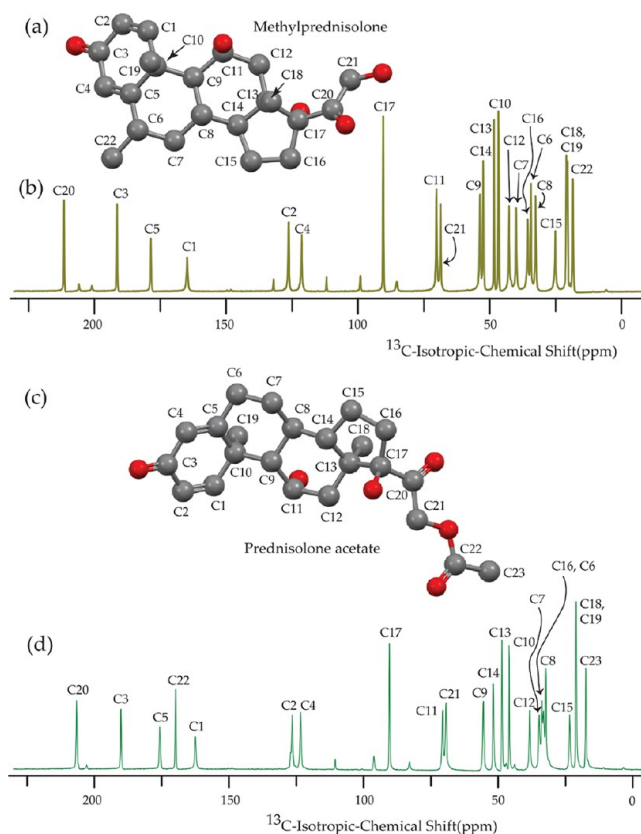 (a)
Methylprednisolone
C2
C1
C3
C10
C19
C4
C5
C6
C22
C7
C8
C9
C11
C12
C13
C14
C15
C16
C17
C18
C20
C21
(b)
C20
C3
C5
C1
C2
C4
C17
C11
C21
C9
C14
C13
C10
C12
C7
C16
C6
C8
C15
C18,
C19
C22
200
150
100
50
0
13C-Isotropic-Chemical Shift(ppm)
(c)
C6
C7
C15
C16
C4
C5
C19
C8
C14
C18
C3
C10
C9
C13
C17
C2
C1
C11
C12
C20
C21
Prednisolone acetate
C22
C23
(d)
C20
C3
C5
C22
C1
C2
C4
C17
C11
C21
C9
C14
C13
C10
C12
C7
C16, C6
C8
C15
C18,
C19
C23
200
150
100
50
0
13C-Isotropic-Chemical Shift(ppm)